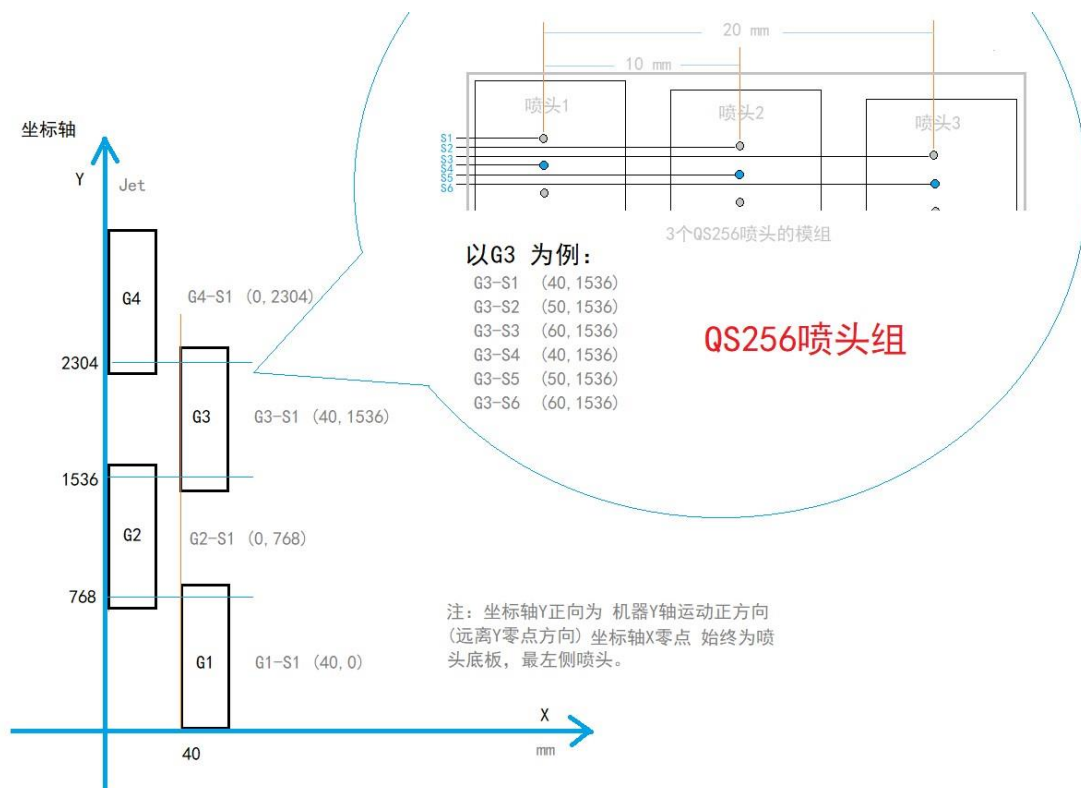 20 mm
10 mm
喷头1
喷头2
喷头3
S1
S2
S3
S4
S5
S6
3个QS256喷头的模组
坐标轴
Y
Jet
以G3 为例：
G3-S1 (40,1536)
G3-S2 (50,1536)
G3-S3 (60,1536)
G3-S4 (40,1536)
G3-S5 (50,1536)
G3-S6 (60,1536)
QS256喷头组
G4
G4-S1 (0,2304)
2304
G3
G3-S1 (40,1536)
1536
G2
G2-S1 (0,768)
768
G1
G1-S1 (40,0)
注：坐标轴Y正向为 机器Y轴运动正方向
(远离Y零点方向) 坐标轴X零点 始终为喷
头底板，最左侧喷头。
X
mm
40